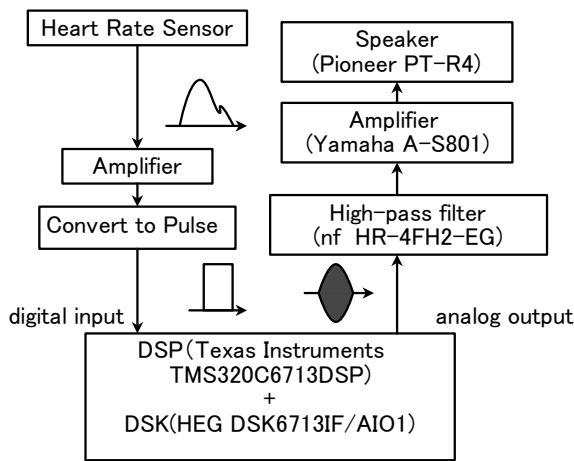 Heart Rate Sensor
Amplifier
Convert to Pulse
digital input
DSP(Texas Instruments
TMS320C6713DSP)
+
DSK(HEG DSK6713IF/AIO1)
analog output
High-pass filter
(nf HR-4FH2-EG)
Amplifier
(Yamaha A-S801)
Speaker
(Pioneer PT-R4)